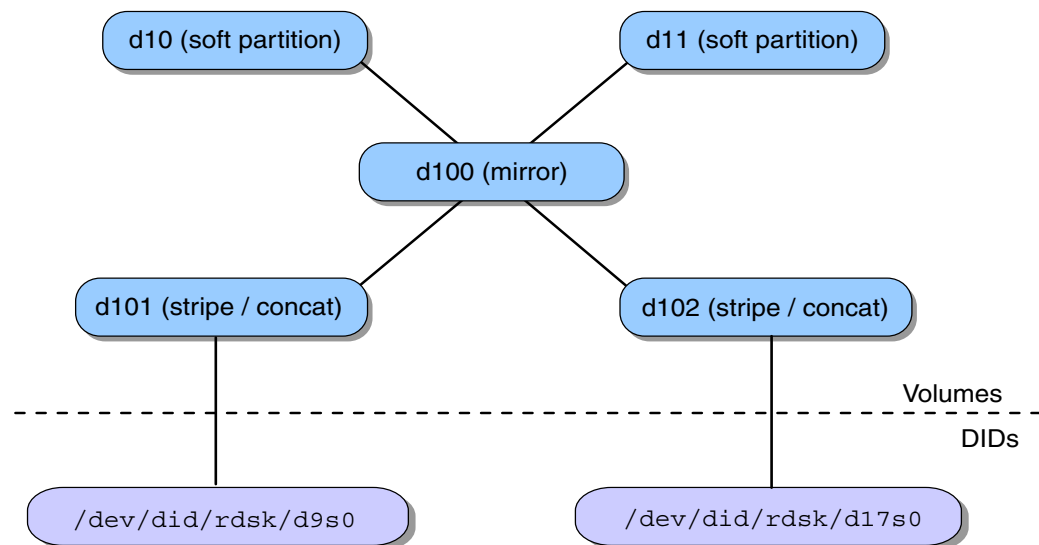 d10 (soft partition)
d11 (soft partition)
d100 (mirror)
d101 (stripe / concat)
d102 (stripe / concat)
Volumes
DIDs
/dev/did/rdsk/d9s0
/dev/did/rdsk/d17s0